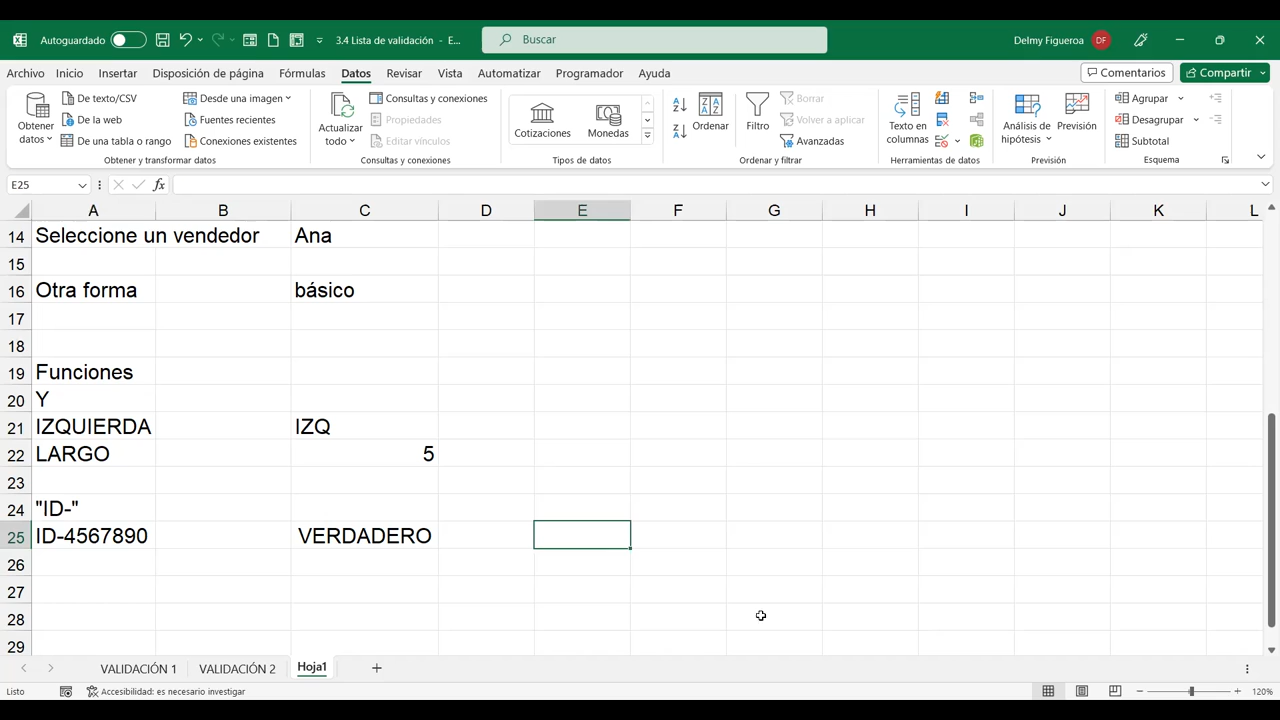 Autoguardado
3.4 Lista de validación - E...
Buscar
Delmy Figueroa
DF
Archivo Inicio Insertar Disposición de página Fórmulas Datos Revisar Vista Automatizar Programador Ayuda
Comentarios
Compartir
Obtener datos
De texto/CSV
De la web
De una tabla o rango
Desde una imagen
Fuentes recientes
Conexiones existentes
Obtener y transformar datos
Actualizar todo
Consultas y conexiones
Propiedades
Editar vínculos
Consultas y conexiones
Cotizaciones
Monedas
Tipos de datos
Ordenar
Filtro
Borrar
Volver a aplicar
Avanzadas
Ordenar y filtrar
Texto en columnas
Herramientas de datos
Análisis de hipótesis
Previsión
Previsión
Agrupar
Desagrupar
Subtotal
Esquema
E25
fx
A B C D E F G H I J K L
14 Seleccione un vendedor Ana
15
16 Otra forma básico
17
18
19 Funciones
20 Y
21 IZQUIERDA IZQ
22 LARGO 5
23
24 "ID-"
25 ID-4567890 VERDADERO
26
27
28
29
VALIDACIÓN 1 VALIDACIÓN 2 Hoja1
Listo
Accesibilidad: es necesario investigar
120%